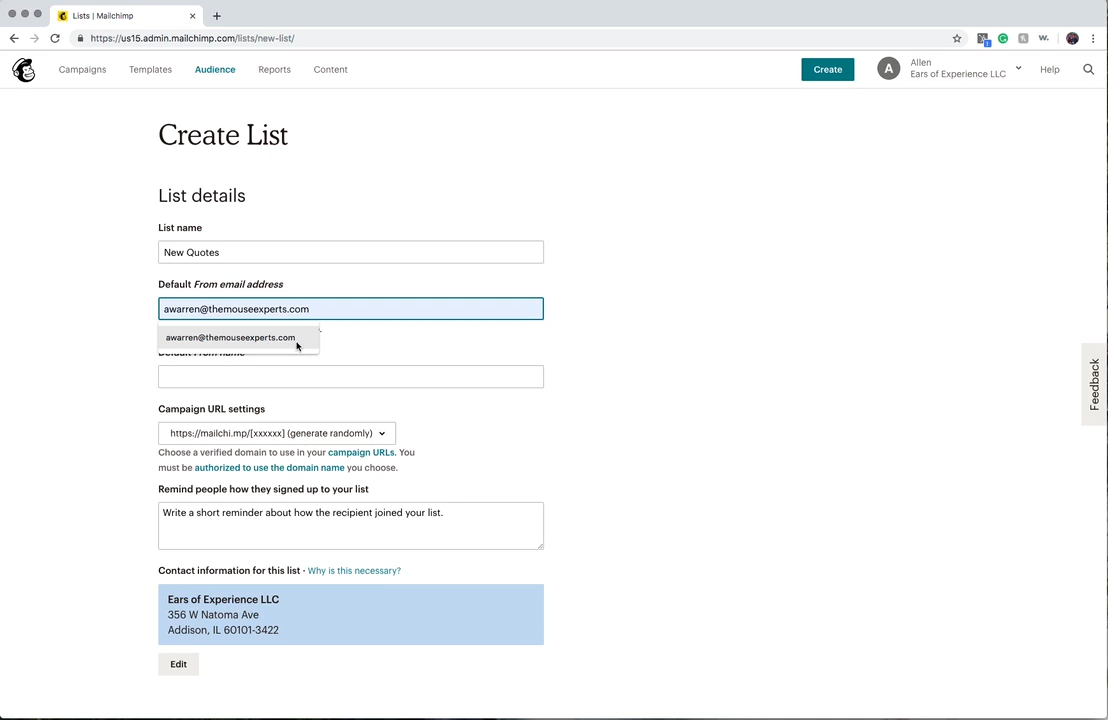 Lists | Mailchimp
https://us15.admin.mailchimp.com/lists/new-list/
1
W.
Campaigns
Templates
Audience
Reports
Content
Create
A
Allen
Ears of Experience LLC
Help
Create List
List details
List name
New Quotes
Default From email address
awarren@themouseexperts.com
awarren@themouseexperts.com
Default From name
Campaign URL settings
https://mailchi.mp/[xxxxxx] (generate randomly)
Choose a verified domain to use in your campaign URLs. You
must be authorized to use the domain name you choose.
Remind people how they signed up to your list
Write a short reminder about how the recipient joined your list.
Contact information for this list · Why is this necessary?
Ears of Experience LLC
356 W Natoma Ave
Addison, IL 60101-3422
Edit
Feedback